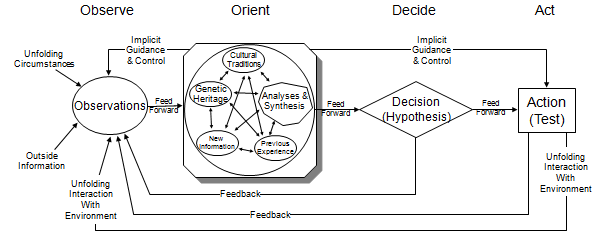 Observe
Orient
Decide
Act
Implicit
Guidance
& Control
Implicit
Guidance
& Control
Unfolding
Circumstances
Cultural
Traditions
Genetic
Heritage
Analyses &
Synthesis
New
Information
Previous
Experience
Observations
Feed
Forward
Feed
Forward
Decision
(Hypothesis)
Feed
Forward
Action
(Test)
Outside
Information
Unfolding
Interaction
With
Environment
Unfolding
Interaction
With
Environment
Feedback
Feedback